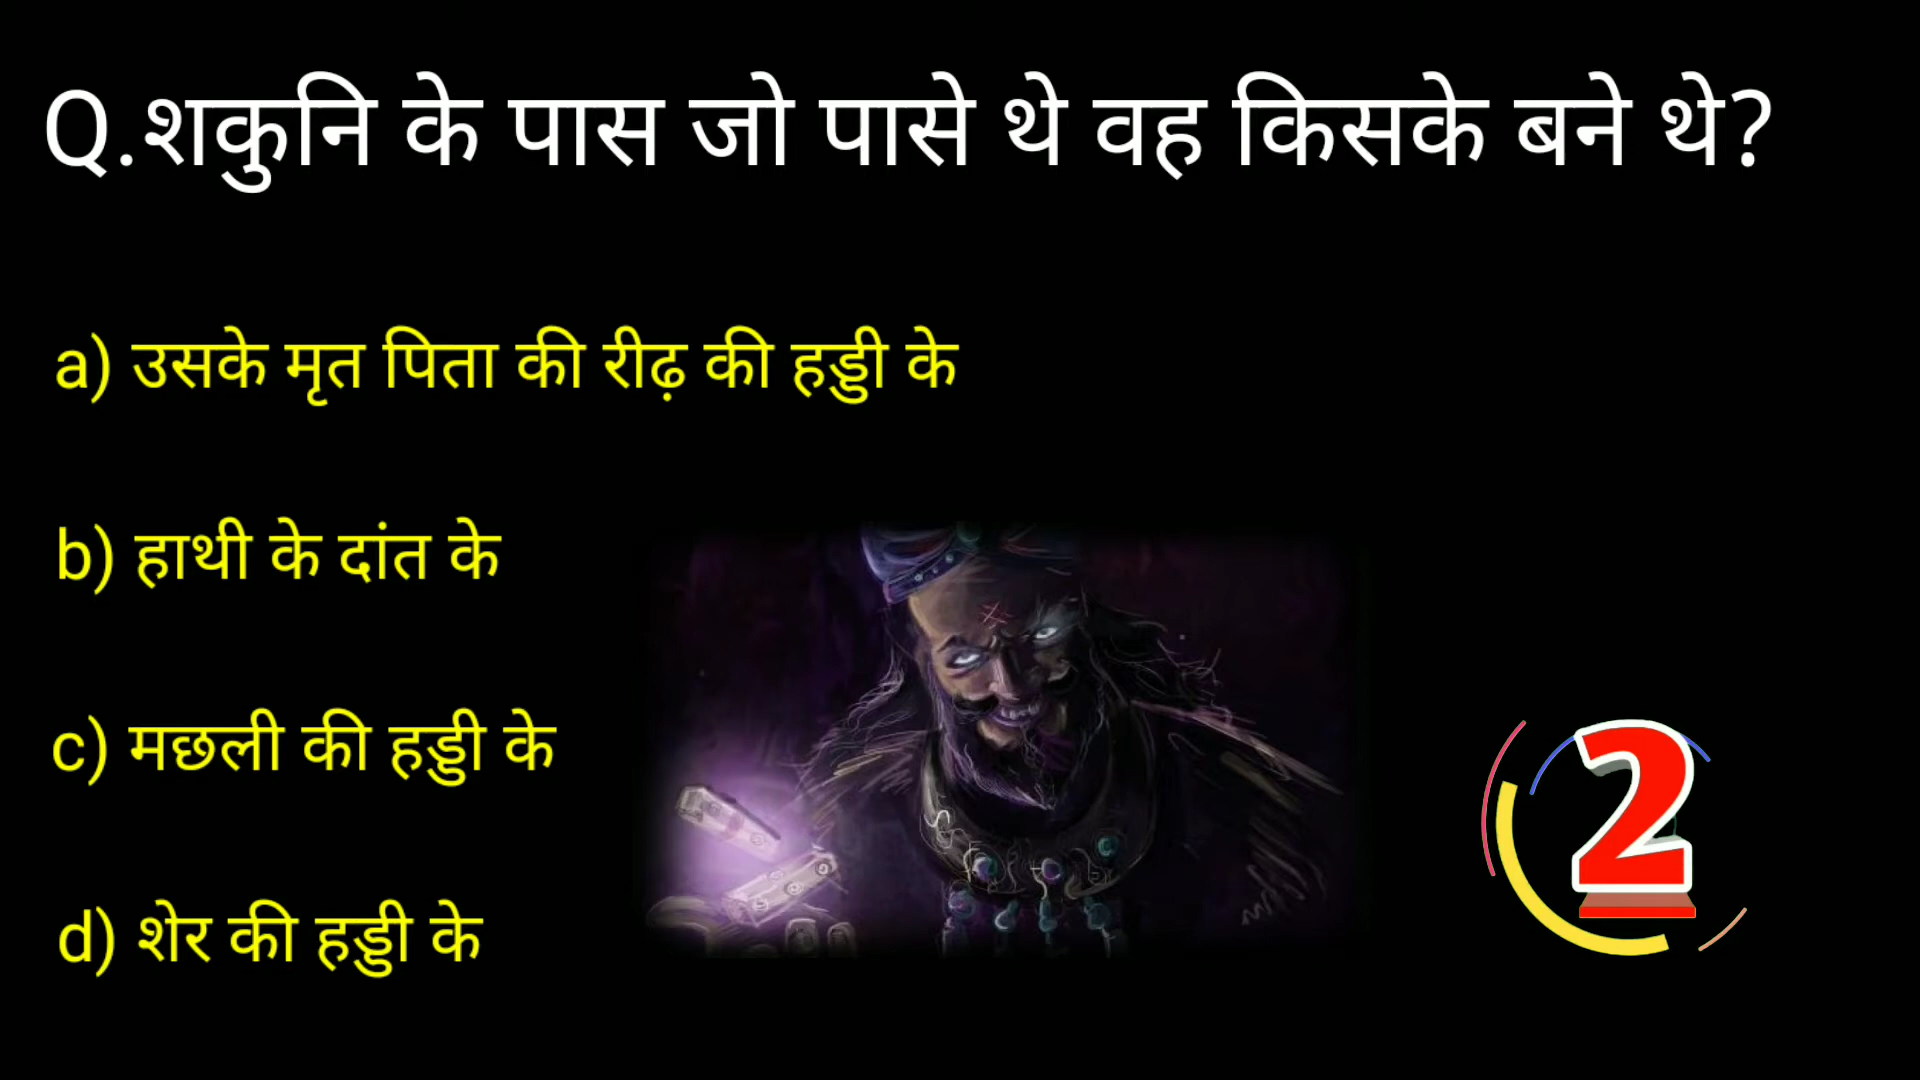 Q.शकुनि के पास जो पासे थे वह किसके बने थे?
a) उसके मृत पिता की रीढ़ की हड्डी के
b) हाथी के दांत के
c) मछली की हड्डी के
d) शेर की हड्डी के
2